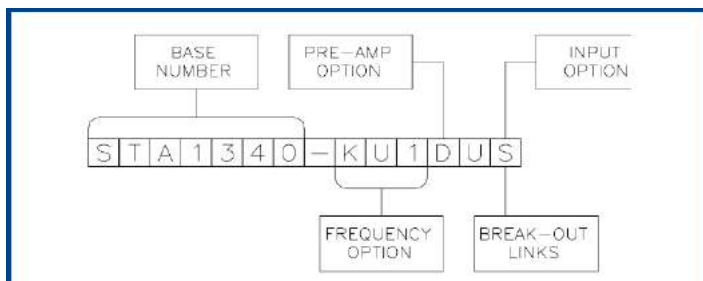 BASE
NUMBER
PRE-AMP
OPTION
INPUT
OPTION
STA1340-KU1DUS
FREQUENCY
OPTION
BREAK-OUT
LINKS